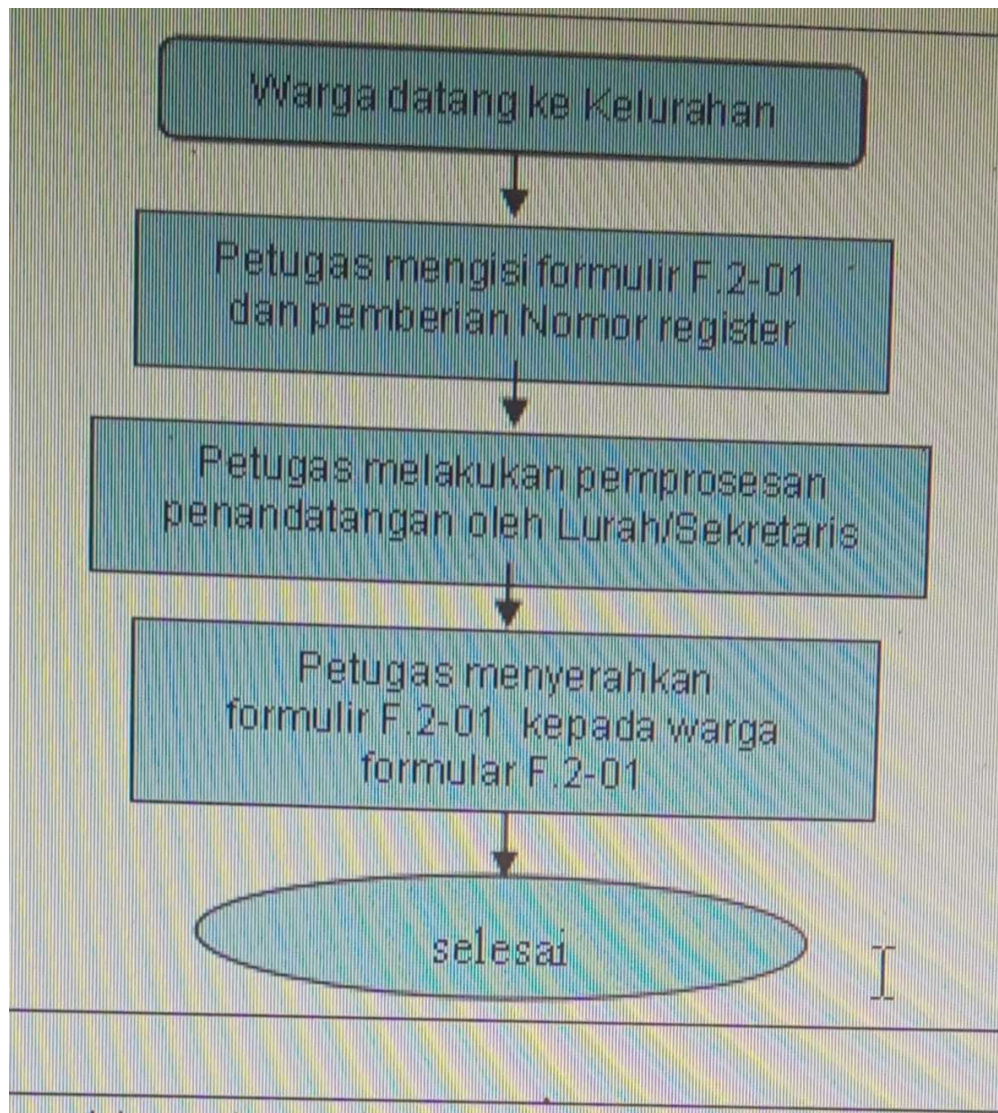 Warga datang ke Kelurahan
Petugas mengisi formulir F.2-01
dan pemberian Nomor register
Petugas melakukan pemprosesan
penandatangan oleh Lurah/Sekretaris
Petugas menyerahkan
formulir F.2-01 kepada warga
formular F.2-01
selesai